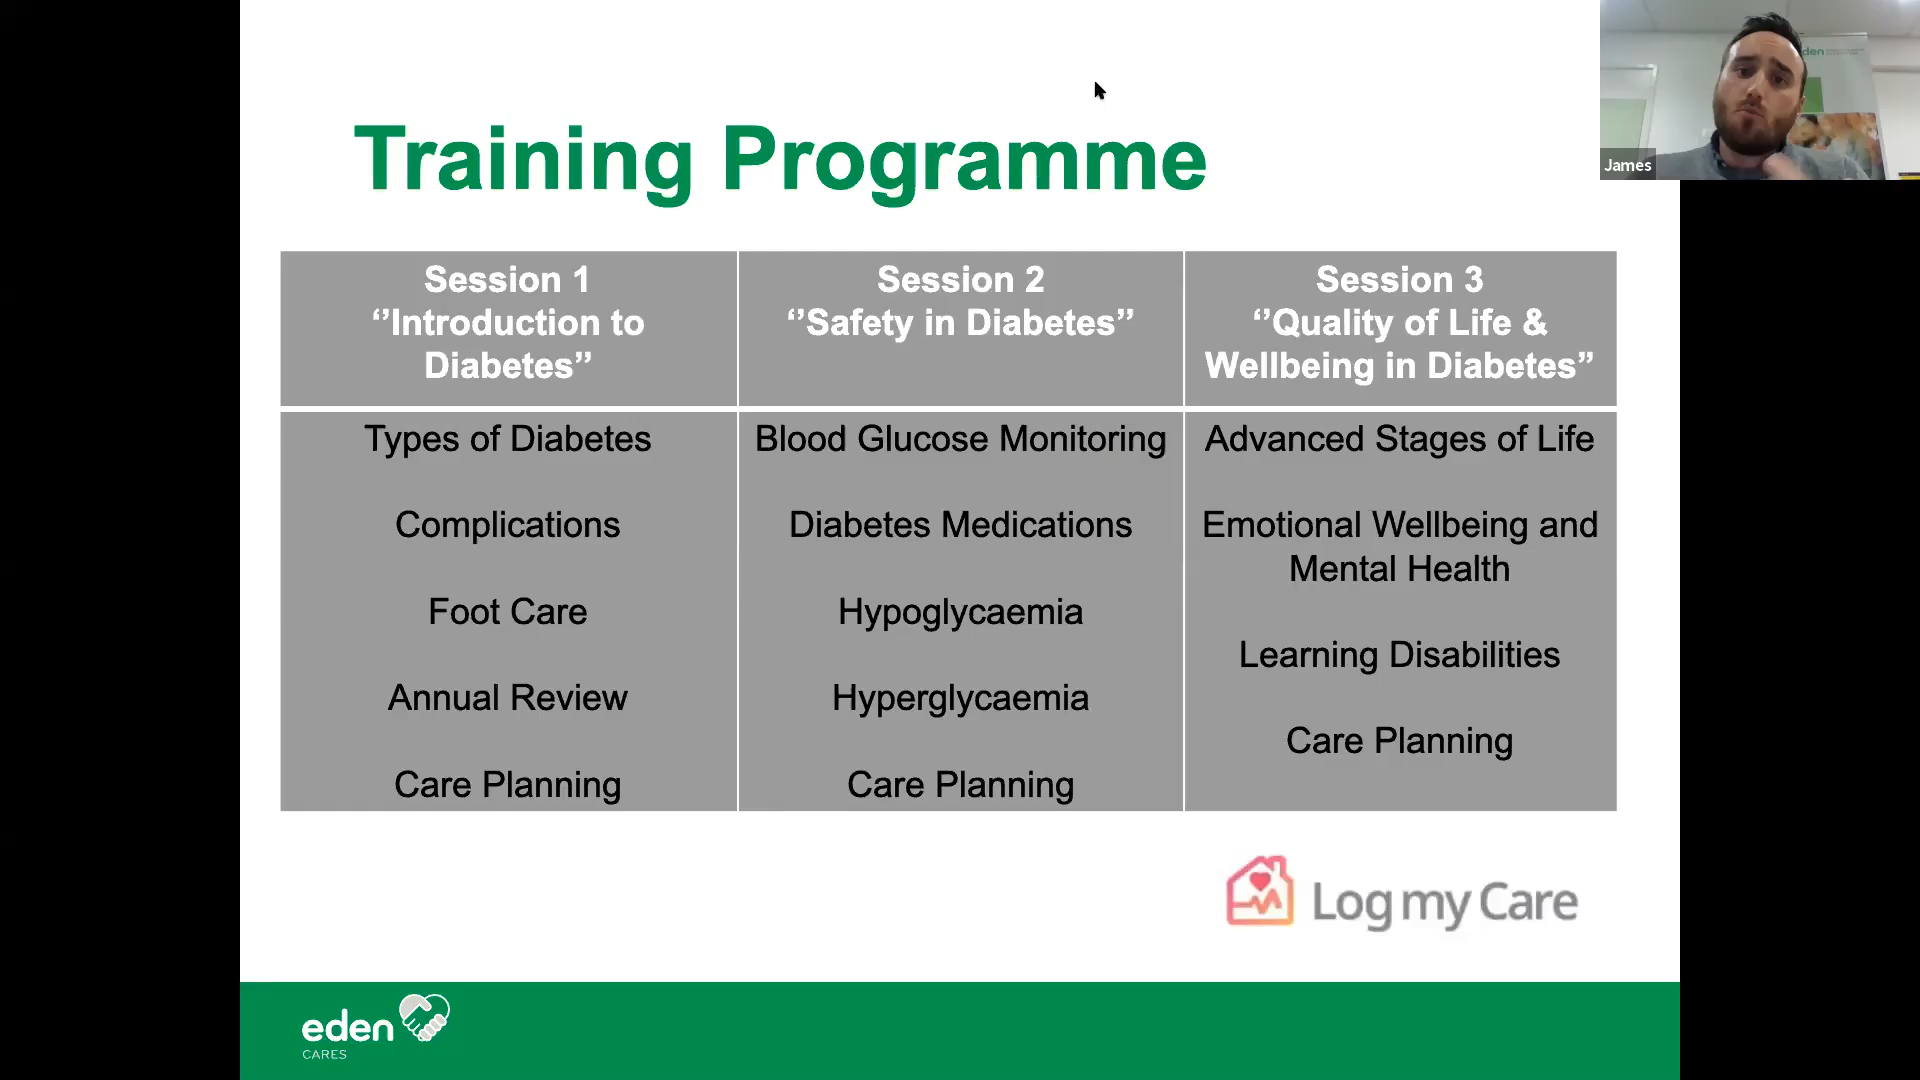 den
James
Training Programme
Session 1
‘’Introduction to
Diabetes’’
Session 2
‘’Safety in Diabetes’’
Session 3
‘’Quality of Life &
Wellbeing in Diabetes”
Types of Diabetes
Complications
Foot Care
Annual Review
Care Planning
Blood Glucose Monitoring
Diabetes Medications
Hypoglycaemia
Hyperglycaemia
Care Planning
Advanced Stages of Life
Emotional Wellbeing and
Mental Health
Learning Disabilities
Care Planning
Log my Care
eden
CARES